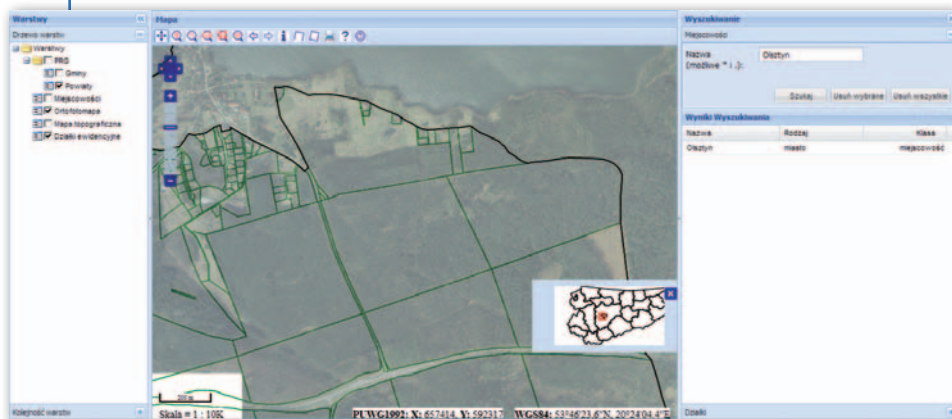 Warstwy
Drzewo warstw
Warstwy
PRG
Gminy
Powiaty
Miejscowości
Ortofotomapa
Mapa topograficzna
Działki ewidencyjne
Kolejność warstw
Mapa
200 m
Skala = 1 : 10K
PUWG1992: X: 657414, Y: 592317 WGS84: 53°46'23.6"N, 20°24'04.4"E
Wyszukiwanie
Miejscowości
Nazwa Olsztyn
(możliwe * i .):
Szukaj Usuń wybrane Usuń wszystkie
Wyniki Wyszukiwania
Nazwa Rodzaj Klasa
Olsztyn miasto miejscowość
Działki